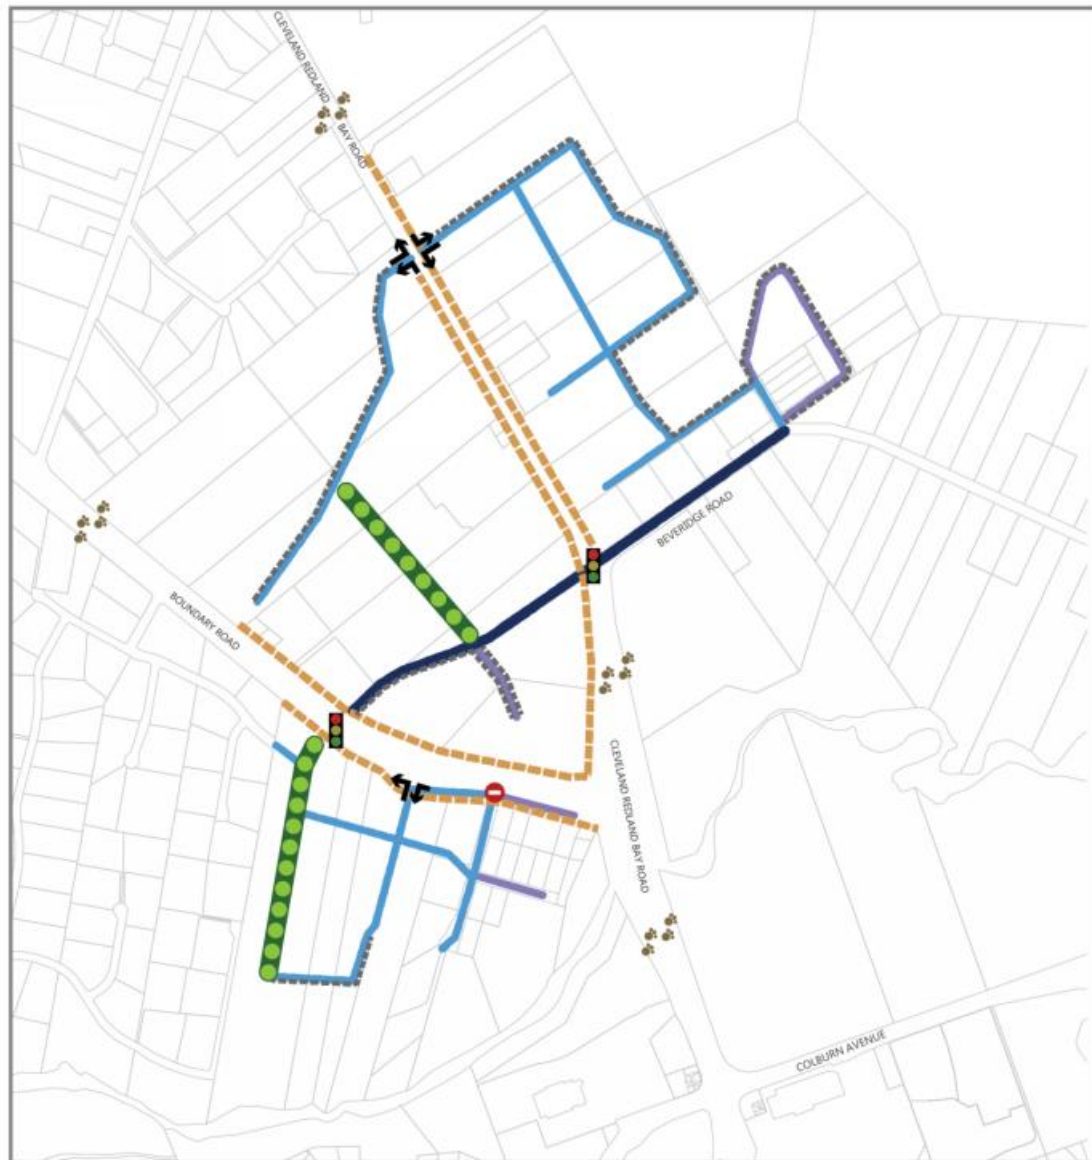 CLEVELAND REDLAND
BAY ROAD
BEVERIDGE ROAD
BOUNDARY ROAD
CLEVELAND REDLAND BAY ROAD
COLBURN AVENUE